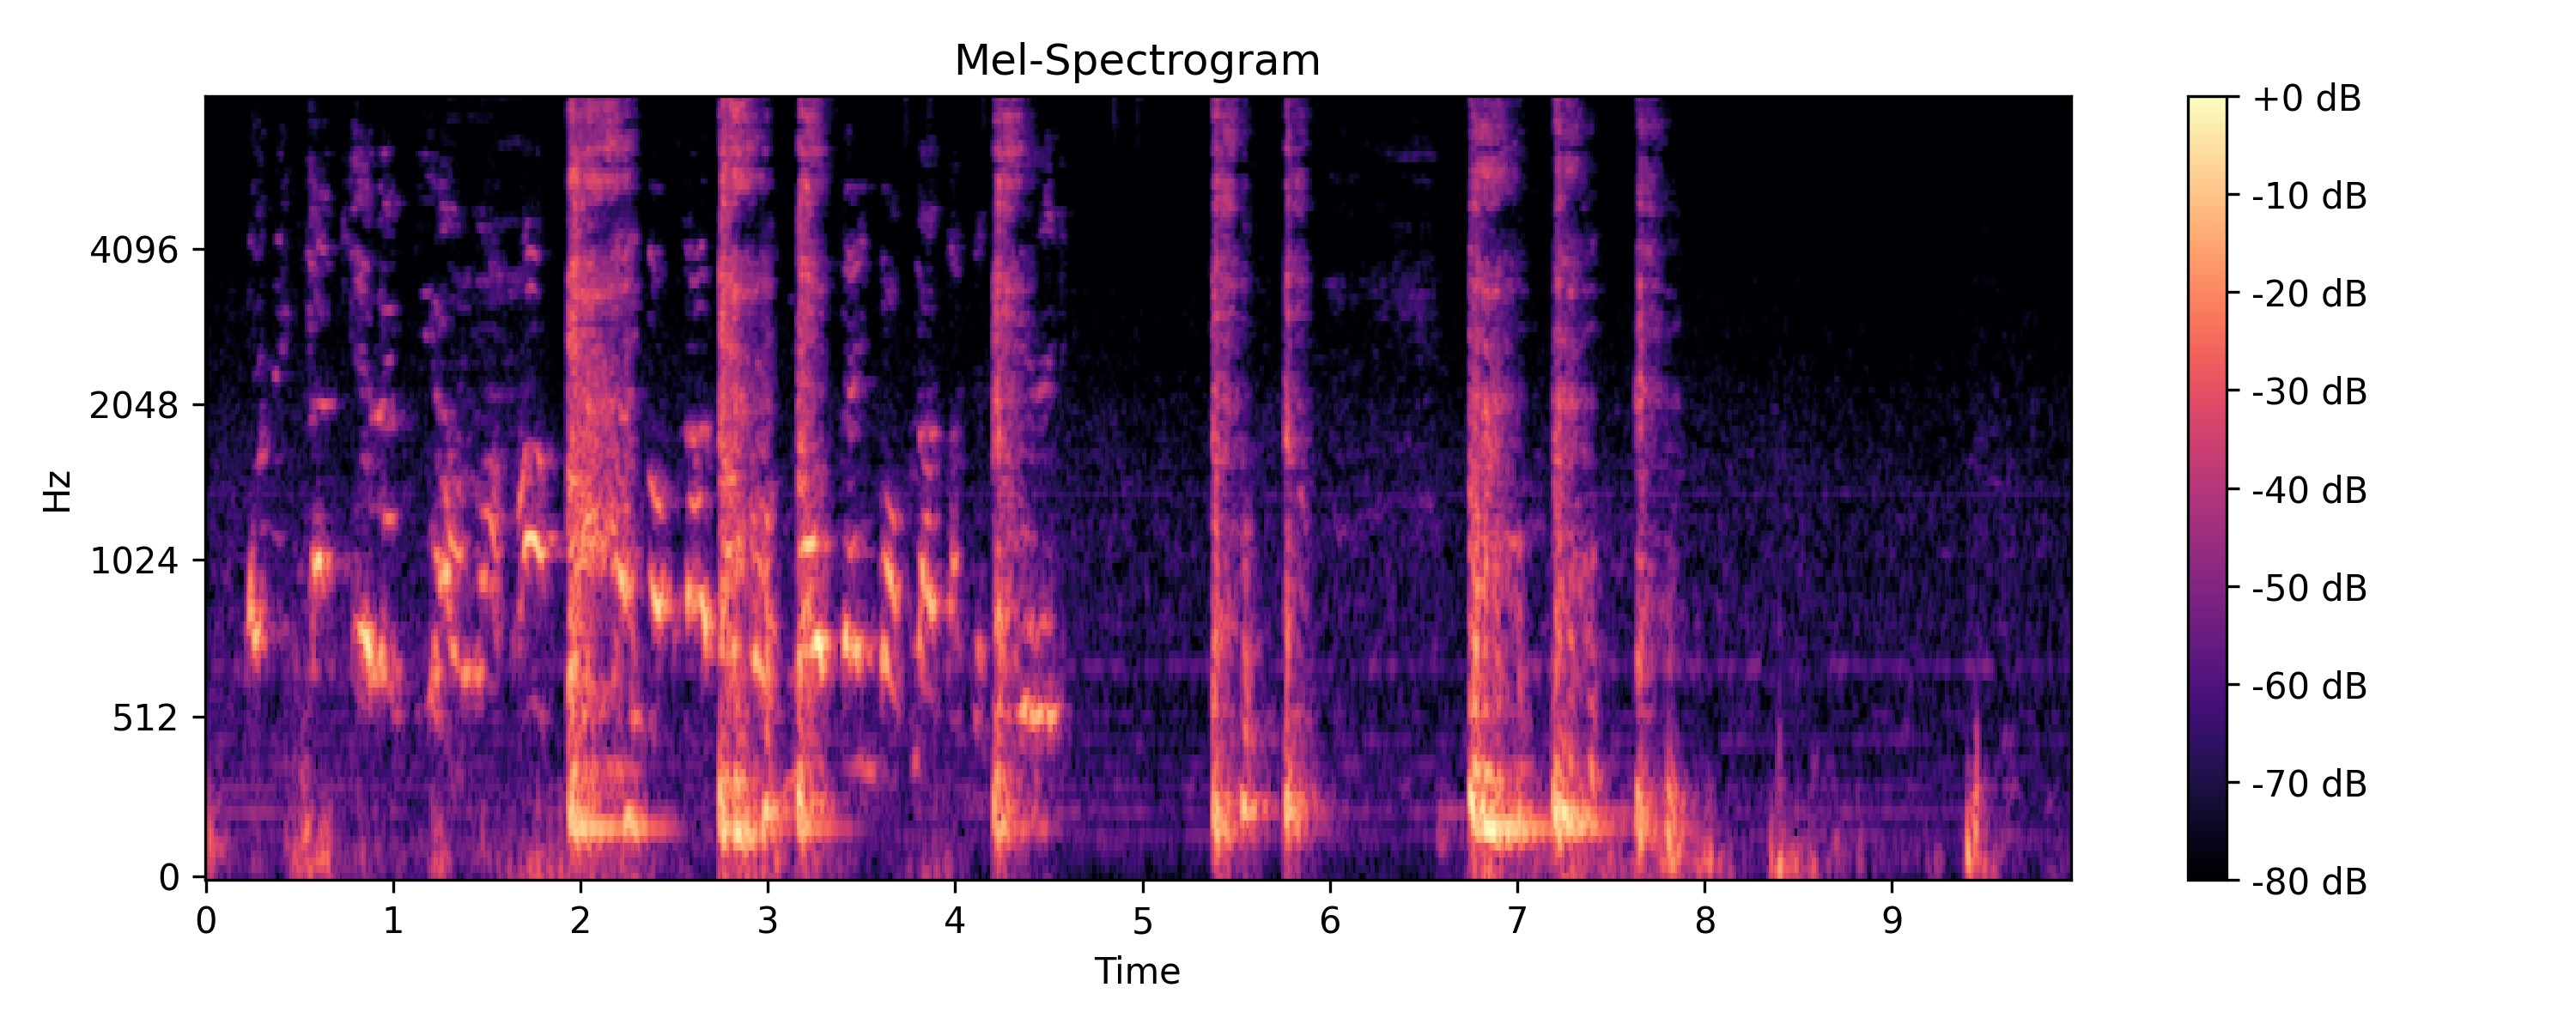 Mel-Spectrogram
+0 dB
-10 dB
4096
-20 dB
-30 dB
2048
Hz
-40 dB
1024
-50 dB
-60 dB
512
-70 dB
0
-80 dB
0 1 2 3 4 5 6 7 8 9
Time